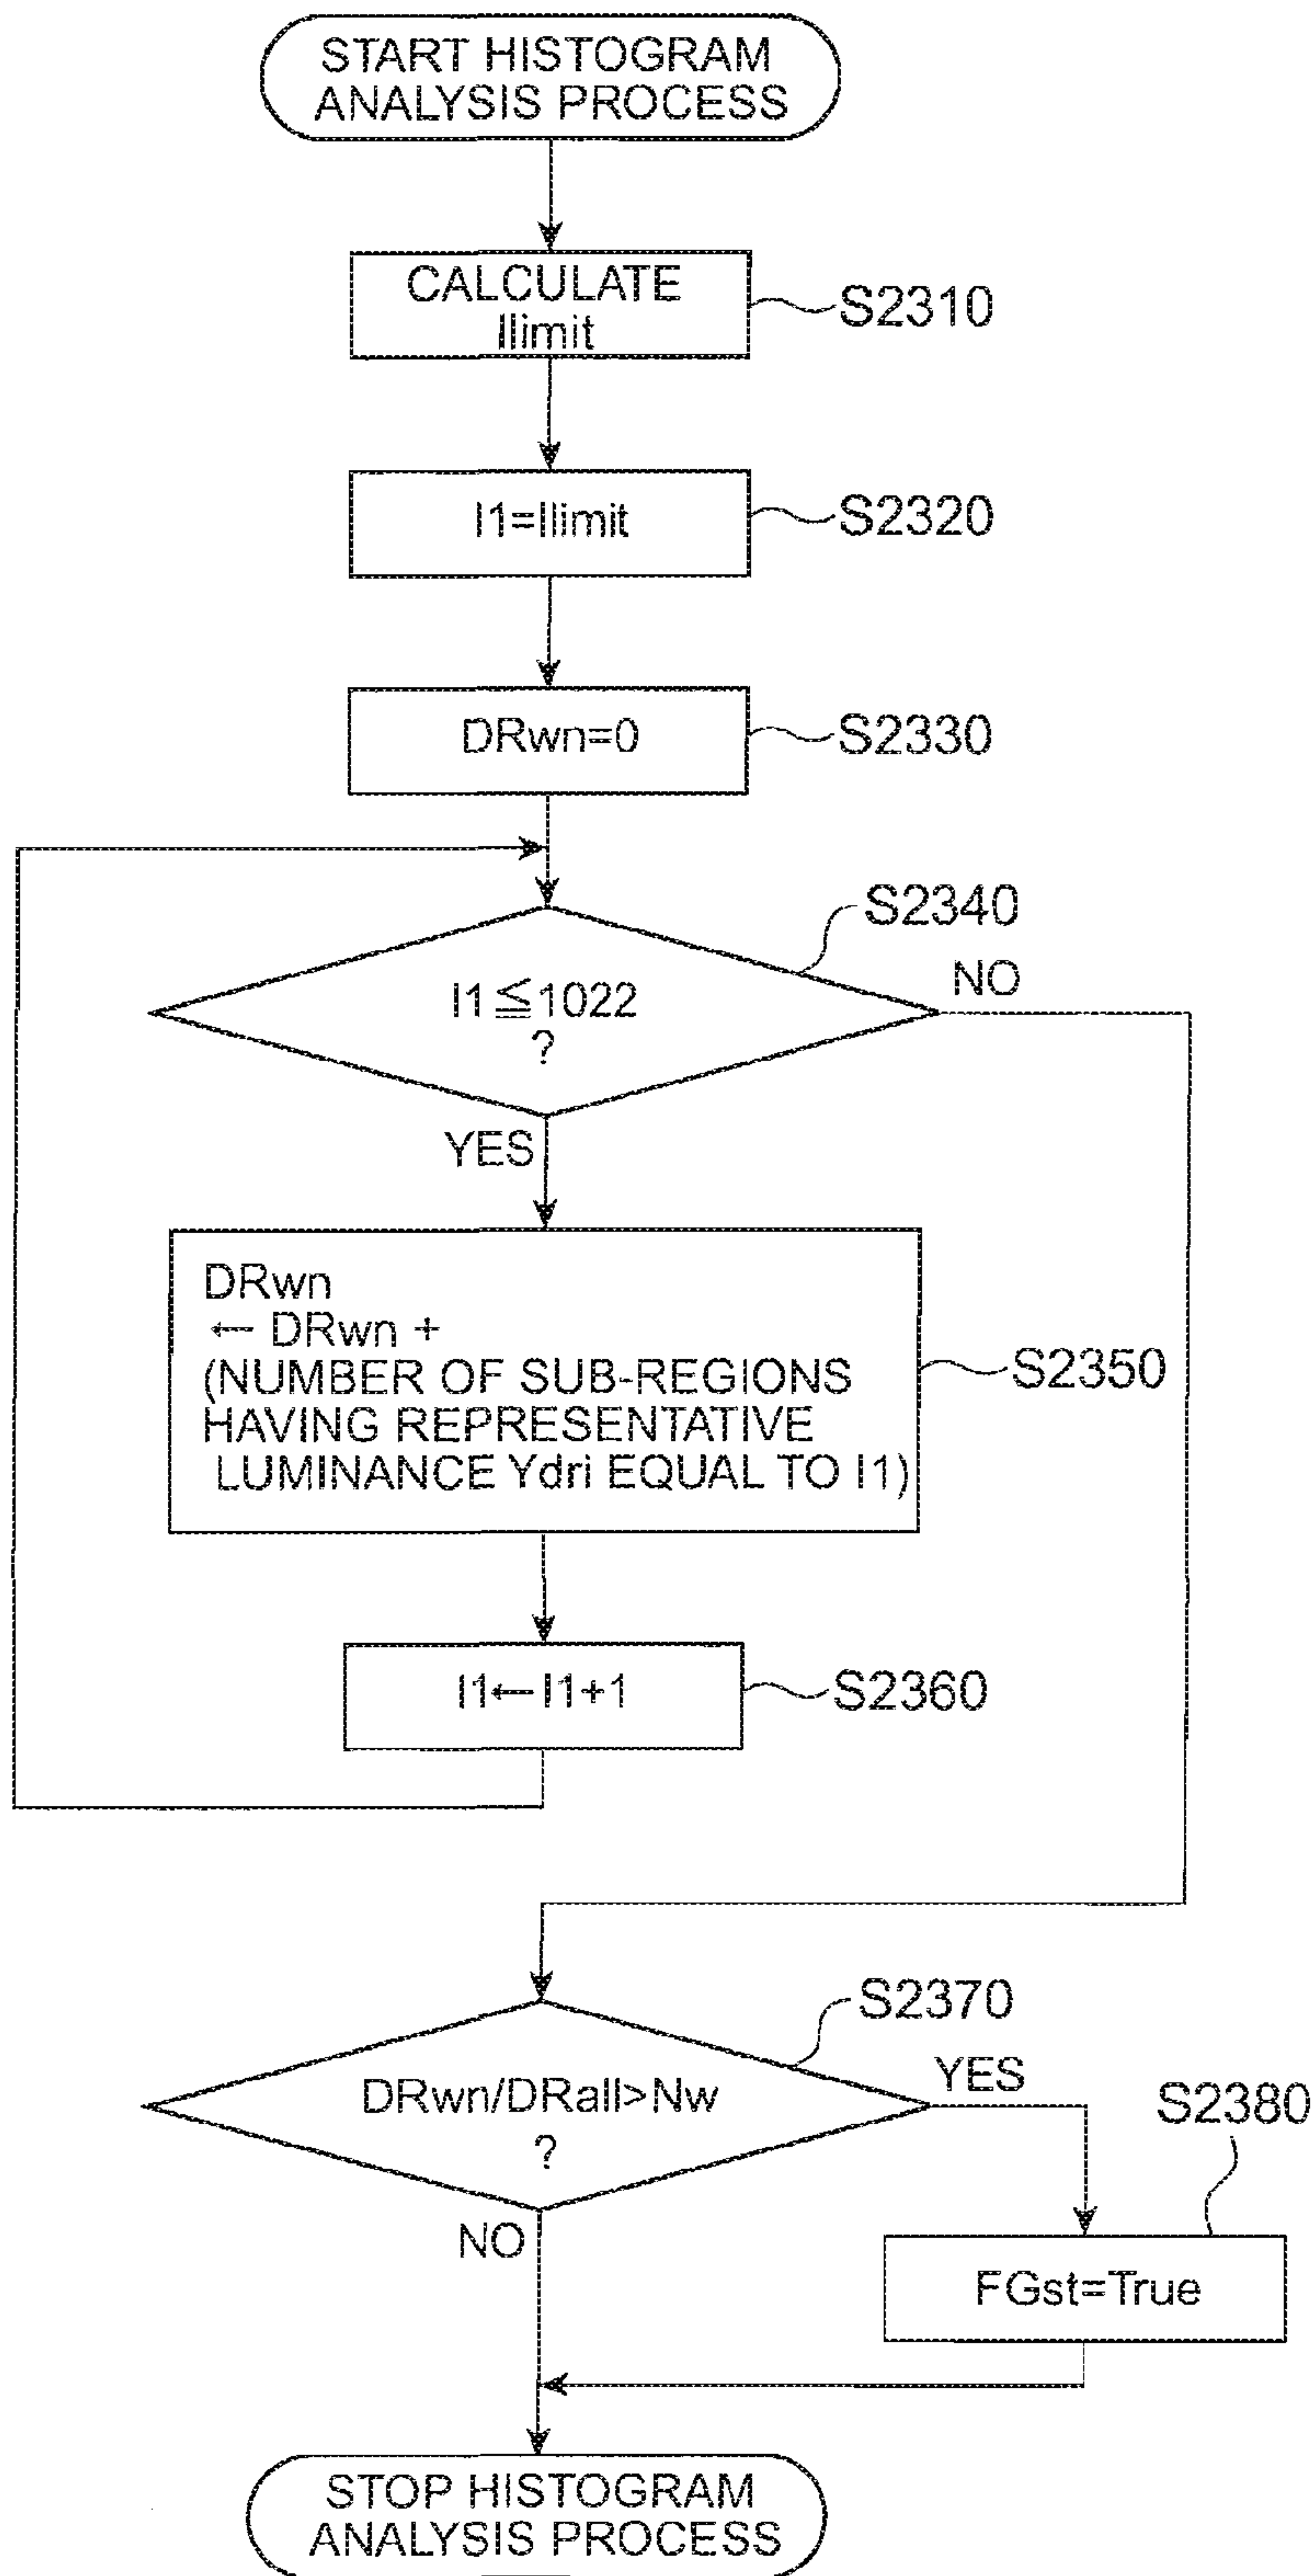 START HISTOGRAM
ANALYSIS PROCESS
CALCULATE
Ilimit
S2310
I1=Ilimit
S2320
DRwn=0
S2330
S2340
I1≦1022
?
NO
YES
DRwn
← DRwn +
(NUMBER OF SUB-REGIONS
HAVING REPRESENTATIVE
LUMINANCE Ydri EQUAL TO I1)
S2350
I1←I1+1
S2360
S2370
DRwn/DRall>Nw
?
YES
S2380
NO
FGst=True
STOP HISTOGRAM
ANALYSIS PROCESS